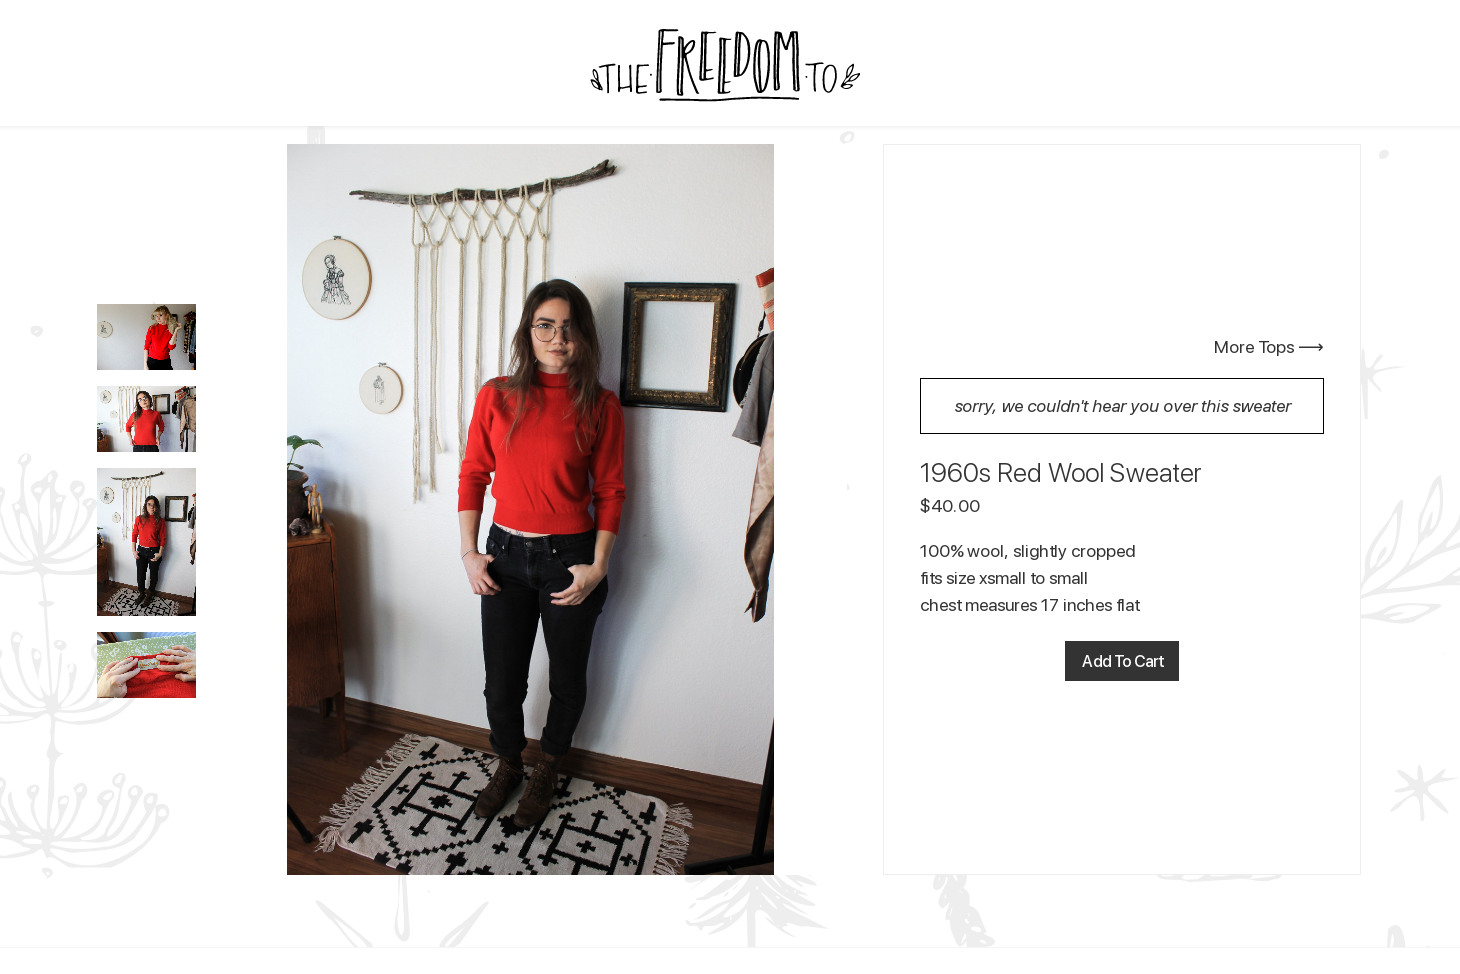 THE FREEDOM TO
More Tops ⟶
sorry, we couldn't hear you over this sweater
1960s Red Wool Sweater
$40.00
100% wool, slightly cropped
fits size xsmall to small
chest measures 17 inches flat
Add To Cart